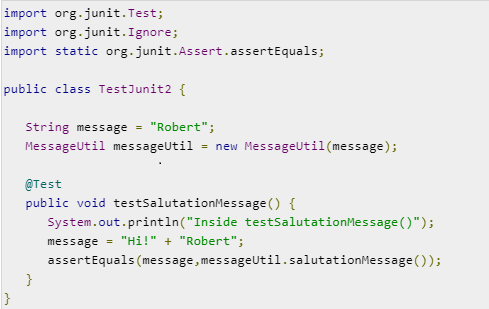 import org.junit.Test;
import org.junit.Ignore;
import static org.junit.Assert.assertEquals;

public class TestJunit2 {

   String message = "Robert";
   MessageUtil messageUtil = new MessageUtil(message);

   @Test
   public void testSalutationMessage() {
      System.out.println("Inside testSalutationMessage()");
      message = "Hi!" + "Robert";
      assertEquals(message,messageUtil.salutationMessage());
   }
}